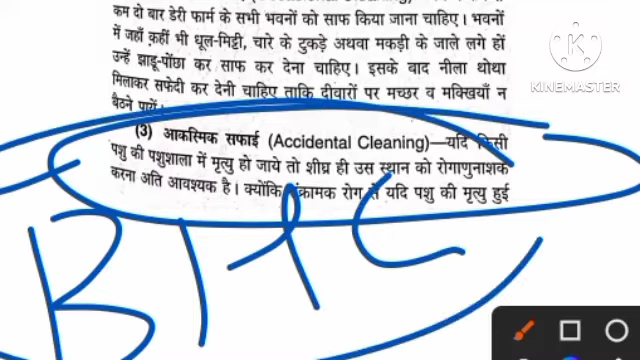 कम दो बार डेरी फार्म के सभी भवनों को साफ किया जाना चाहिए। भवनों
में जहाँ कहीं भी धूल-मिट्टी, चारे के टुकड़े अथवा मकड़ी के जाले लगे हों
उन्हें झाडू-पोंछा कर साफ कर देना चाहिए। इसके बाद नीला थोथा
मिलाकर सफेदी कर देनी चाहिए ताकि दीवारों पर मच्छर व मक्खियाँ न
बैठने पायें।
(3) आकस्मिक सफाई (Accidental Cleaning)—यदि किसी
पशु की पशुशाला में मृत्यु हो जाये तो शीघ्र ही उस स्थान को रोगाणुनाशक
करना अति आवश्यक है। क्योंकि संक्रामक रोग से यदि पशु की मृत्यु हुई
BHC
KINEMASTER